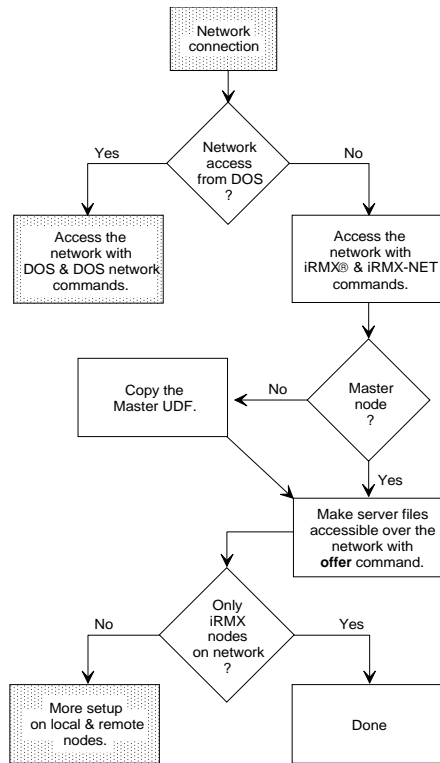 Network
connection
Network
access
from DOS
?
Yes
No
Access the
network with
DOS & DOS network
commands.
Access the
network with
iRMX® & iRMX-NET
commands.
Master
node
?
No
Copy the
Master UDF.
Yes
Make server files
accessible over the
network with
offer command.
Only
iRMX
nodes
on network
?
No
Yes
More setup
on local & remote
nodes.
Done